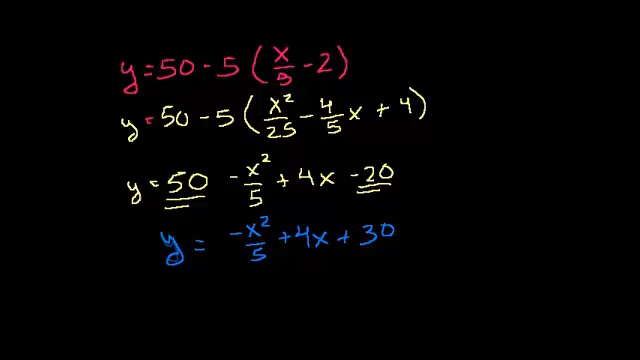 y = 50 - 5 ( x/5 - 2 )
y = 50 - 5 ( x²/25 - 4/5 x + 4 )
y = 50 - x²/5 + 4x - 20
y = -x²/5 + 4x + 30